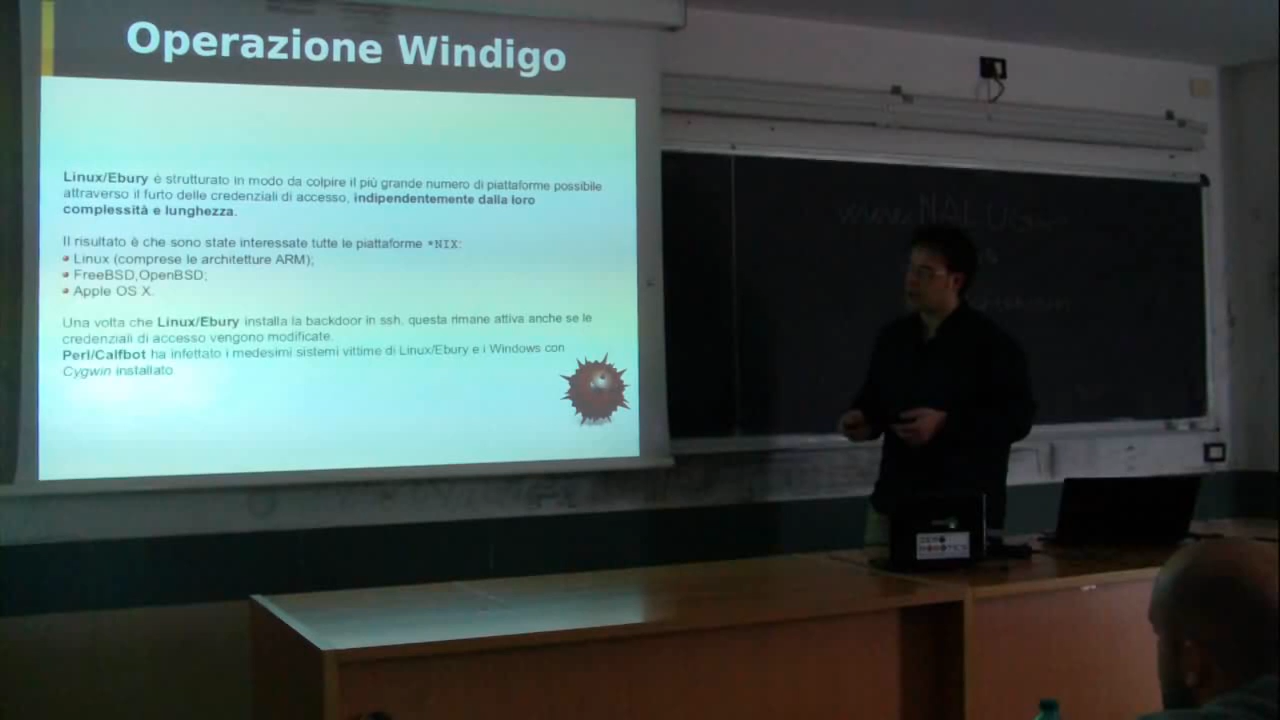 Operazione Windigo
Linux/Ebury è strutturato in modo da colpire il più grande numero di piattaforme possibile
attraverso il furto delle credenziali di accesso, indipendentemente dalla loro
complessità e lunghezza.
Il risultato è che sono state interessate tutte le piattaforme *NIX:
Linux (comprese le architetture ARM);
FreeBSD,OpenBSD;
Apple OS X.
Una volta che Linux/Ebury installa la backdoor in ssh, questa rimane attiva anche se le
credenziali di accesso vengono modificate.
Perl/Calfbot ha infettato i medesimi sistemi vittime di Linux/Ebury e i Windows con
Cygwin installato
www.NALUG
ZERO
ROBOTICS